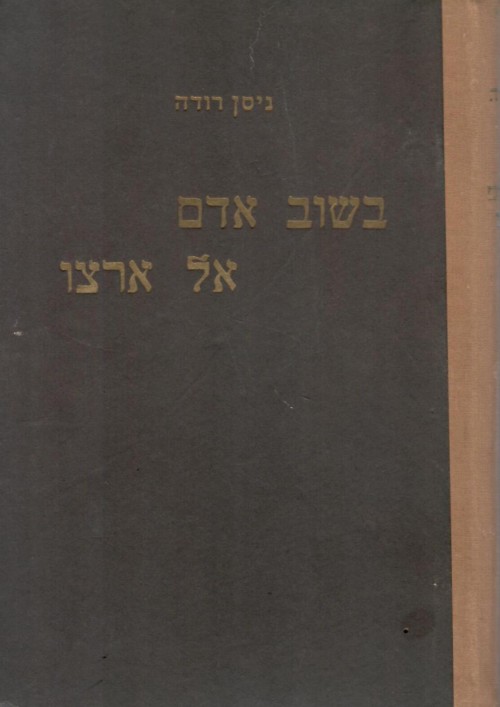 ניסן רודה
בשוב אדם
אל ארצו